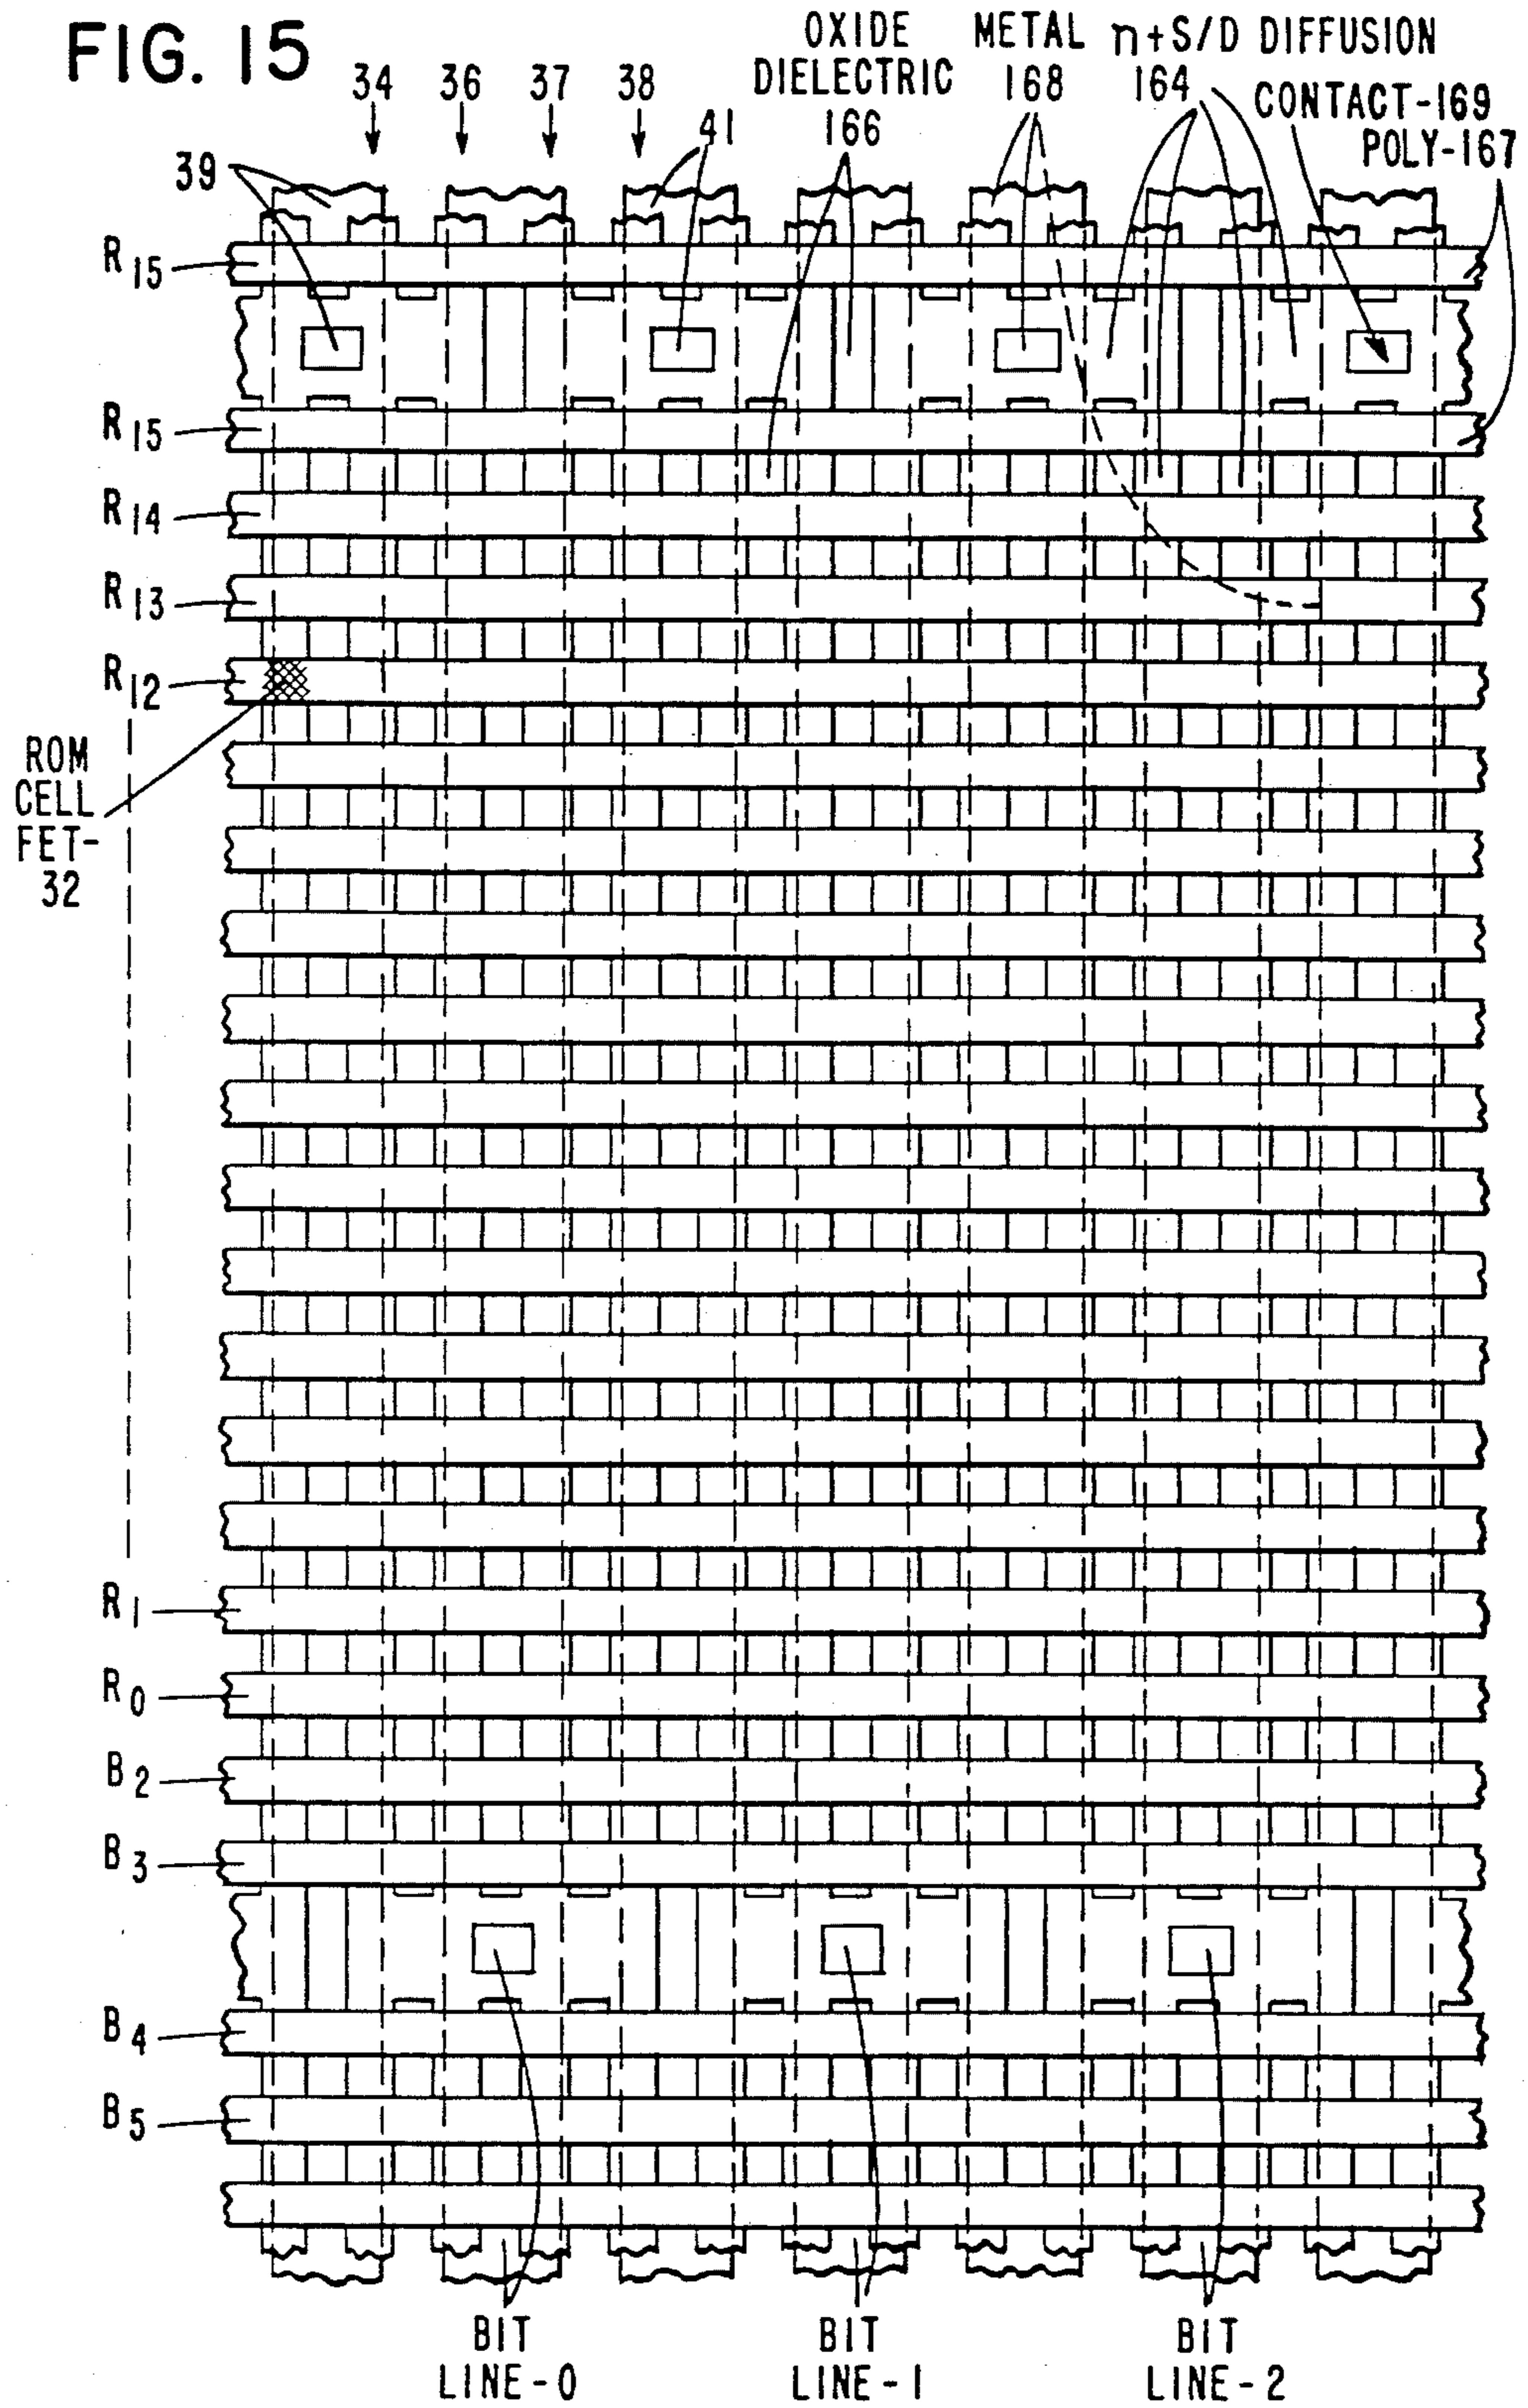 FIG. 15
34
36
37
38
OXIDE
DIELECTRIC
166
METAL
168
n+S/D DIFFUSION
164
CONTACT-169
POLY-167
39
41
R15
R15
R14
R13
R12
ROM
CELL
FET-
32
R1
R0
B2
B3
B4
B5
BIT
LINE-0
BIT
LINE-1
BIT
LINE-2